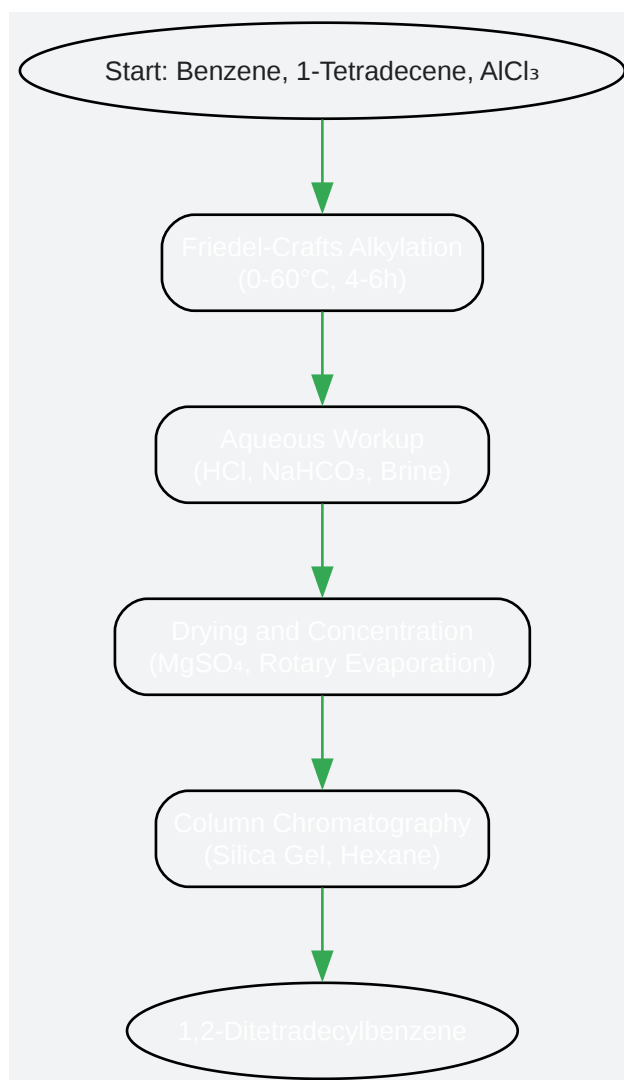 Start: Benzene, 1-Tetradecene, AlCl₃
Friedel-Crafts Alkylation
(0-60°C, 4-6h)
Aqueous Workup
(HCl, NaHCO₃, Brine)
Drying and Concentration
(MgSO₄, Rotary Evaporation)
Column Chromatography
(Silica Gel, Hexane)
1,2-Ditetradecylbenzene